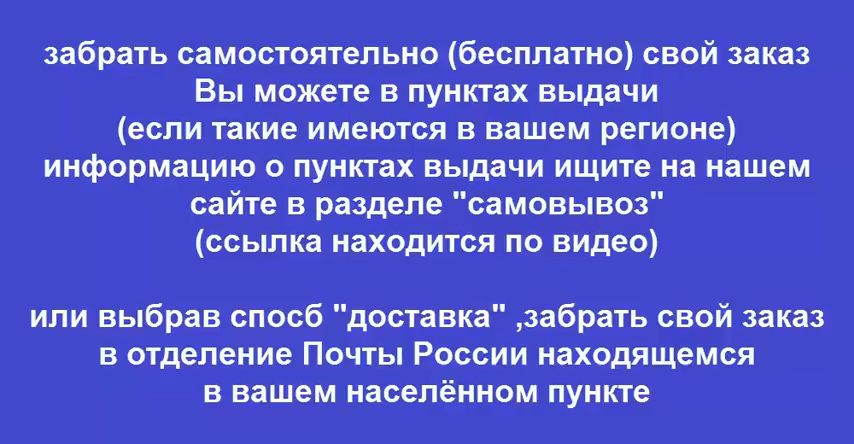 забрать самостоятельно (бесплатно) свой заказ
Вы можете в пунктах выдачи
(если такие имеются в вашем регионе)
информацию о пунктах выдачи ищите на нашем
сайте в разделе "самовывоз"
(ссылка находится по видео)
или выбрав спосб "доставка" ,забрать свой заказ
в отделение Почты России находящемся
в вашем населённом пункте